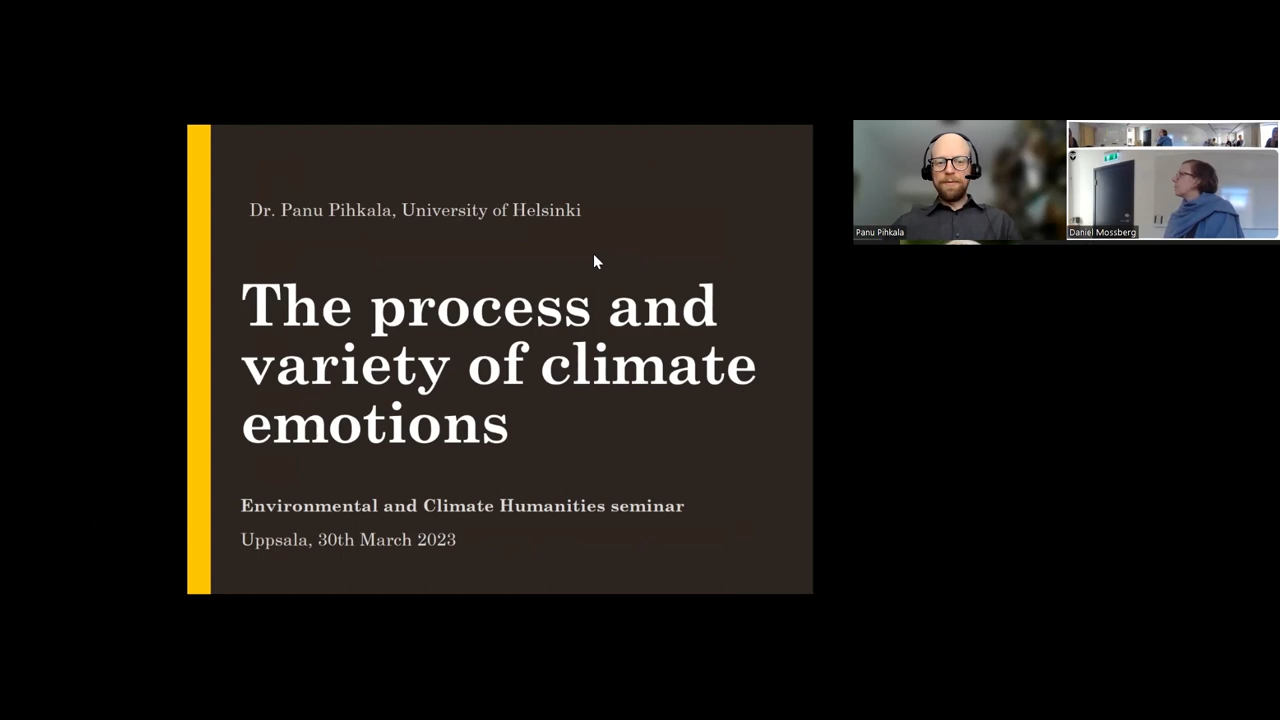 Dr. Panu Pihkala, University of Helsinki
The process and
variety of climate
emotions
Environmental and Climate Humanities seminar
Uppsala, 30th March 2023
Panu Pihkala
Daniel Mossberg